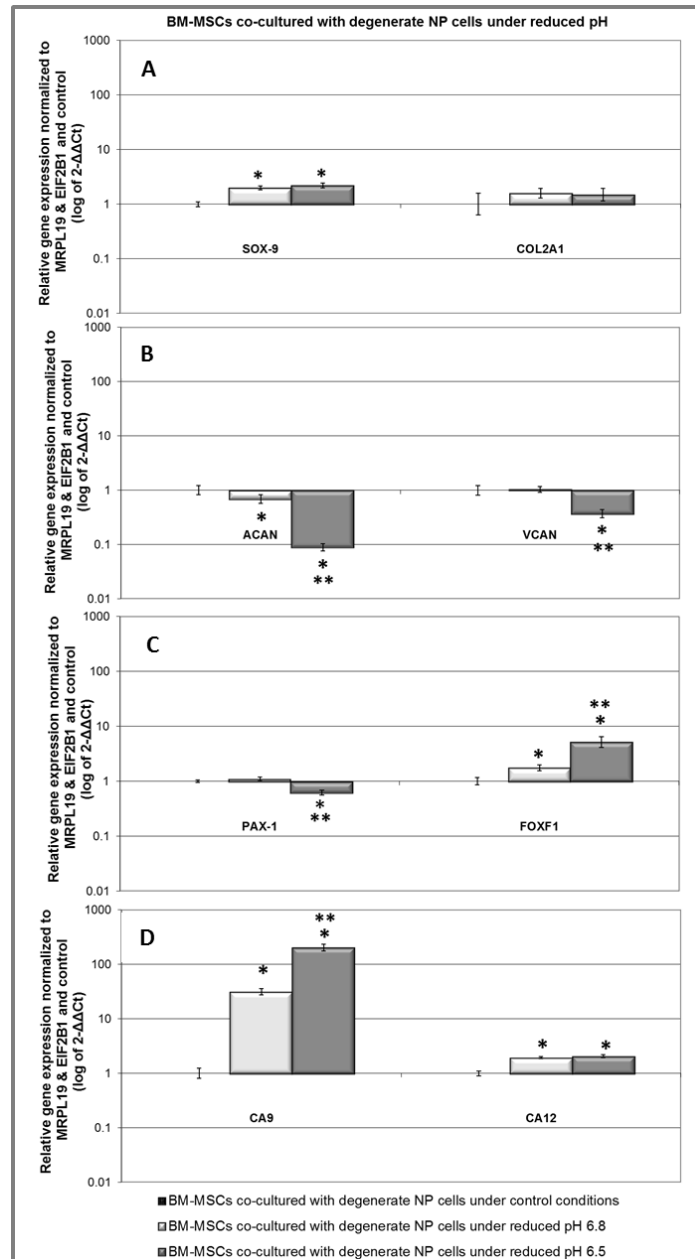 BM-MSCs co-cultured with degenerate NP cells under reduced pH
A
Relative gene expression normalized to
MRPL19 & EIF2B1 and control
(log of 2-ΔΔCt)
1000
100
10
1
0.1
0.01
*
*
SOX-9
COL2A1
B
Relative gene expression normalized to
MRPL19 & EIF2B1 and control
(log of 2-ΔΔCt)
1000
100
10
1
0.1
0.01
*
ACAN
*
**
VCAN
*
**
C
Relative gene expression normalized to
MRPL19 & EIF2B1 and control
(log of 2-ΔΔCt)
1000
100
10
1
0.1
0.01
PAX-1
*
**
*
**
*
FOXF1
D
Relative gene expression normalized to
MRPL19 & EIF2B1 and control
(log of 2-ΔΔCt)
1000
100
10
1
0.1
0.01
*
**
*
CA9
*
*
CA12
BM-MSCs co-cultured with degenerate NP cells under control conditions
BM-MSCs co-cultured with degenerate NP cells under reduced pH 6.8
BM-MSCs co-cultured with degenerate NP cells under reduced pH 6.5